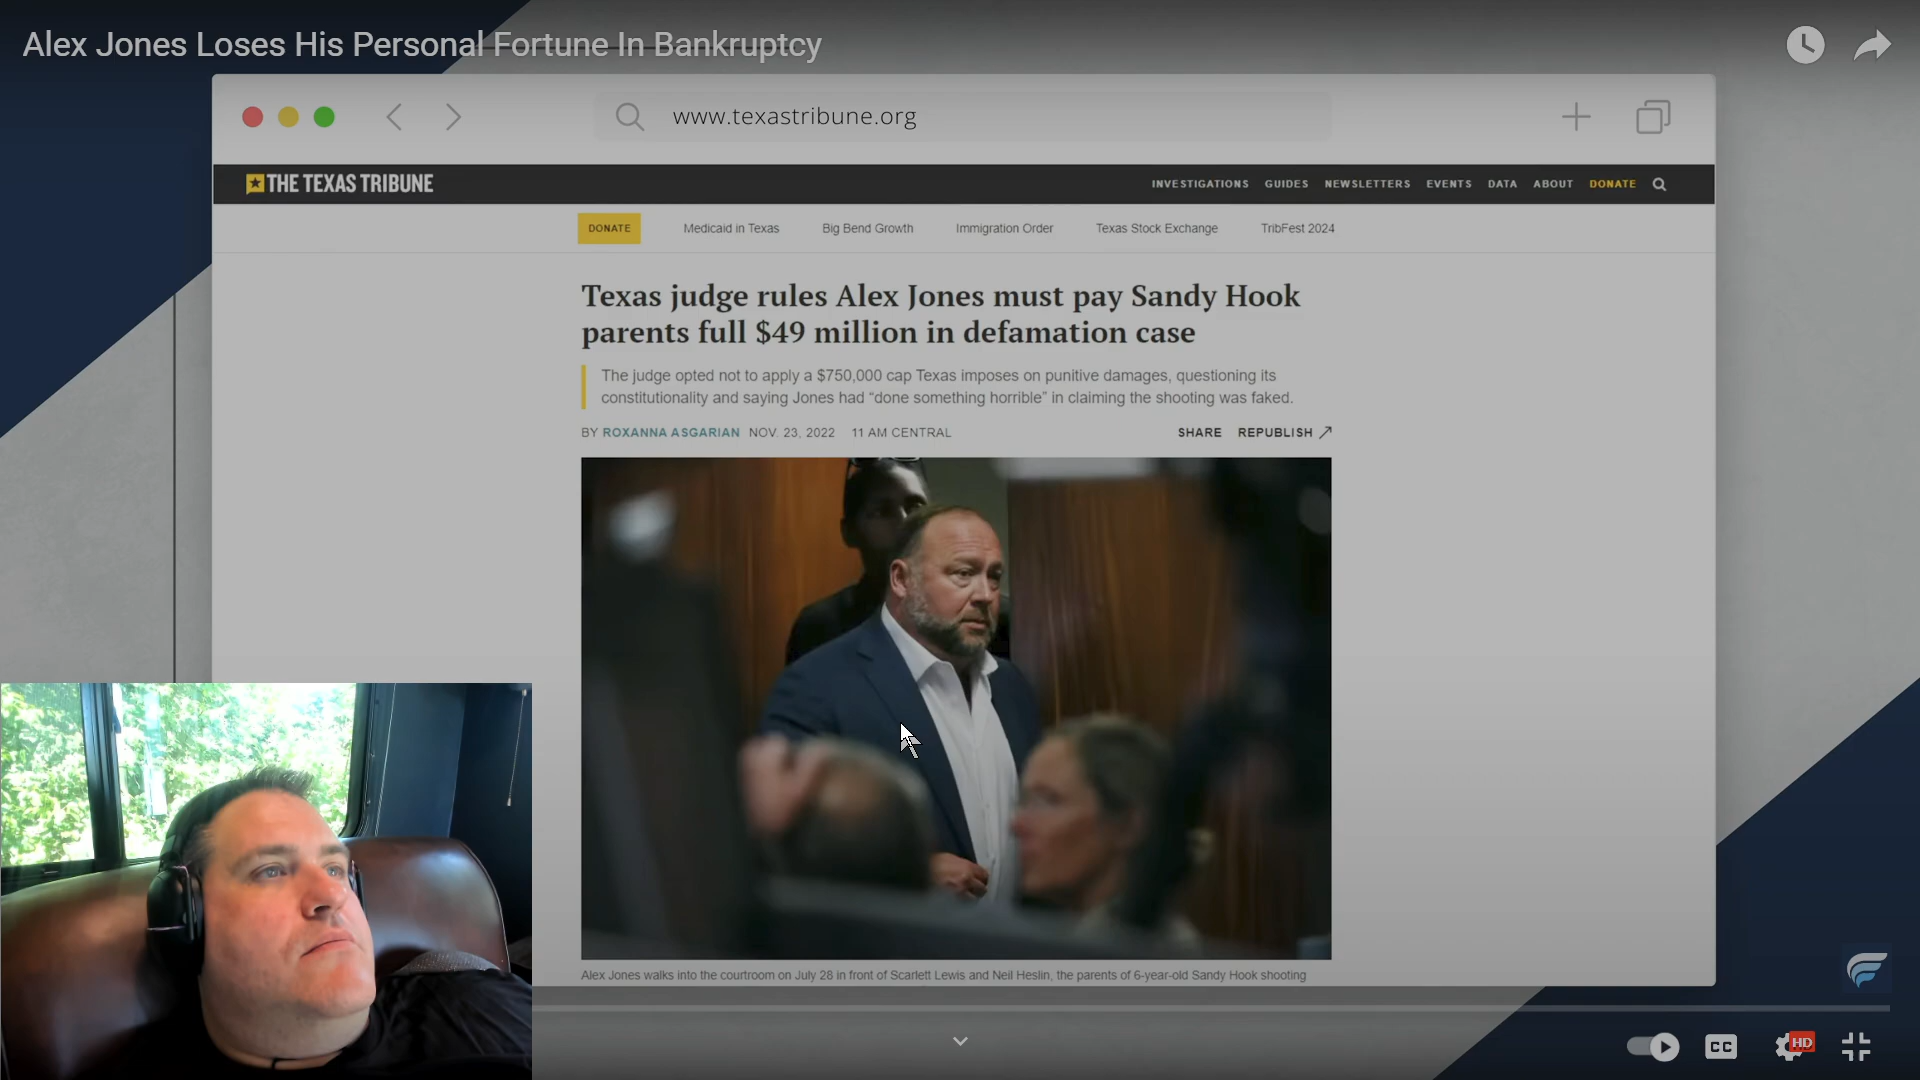 Alex Jones Loses His Personal Fortune In Bankruptcy
www.texastribune.org
THE TEXAS TRIBUNE
INVESTIGATIONS GUIDES NEWSLETTERS EVENTS DATA ABOUT DONATE
DONATE Medicaid in Texas Big Bend Growth Immigration Order Texas Stock Exchange TribFest 2024
Texas judge rules Alex Jones must pay Sandy Hook
parents full $49 million in defamation case
The judge opted not to apply a $750,000 cap Texas imposes on punitive damages, questioning its
constitutionality and saying Jones had “done something horrible” in claiming the shooting was faked.
BY ROXANNA ASGARIAN NOV. 23, 2022 11 AM CENTRAL SHARE REPUBLISH
Alex Jones walks into the courtroom on July 28 in front of Scarlett Lewis and Neil Heslin, the parents of 6-year-old Sandy Hook shooting
CC HD